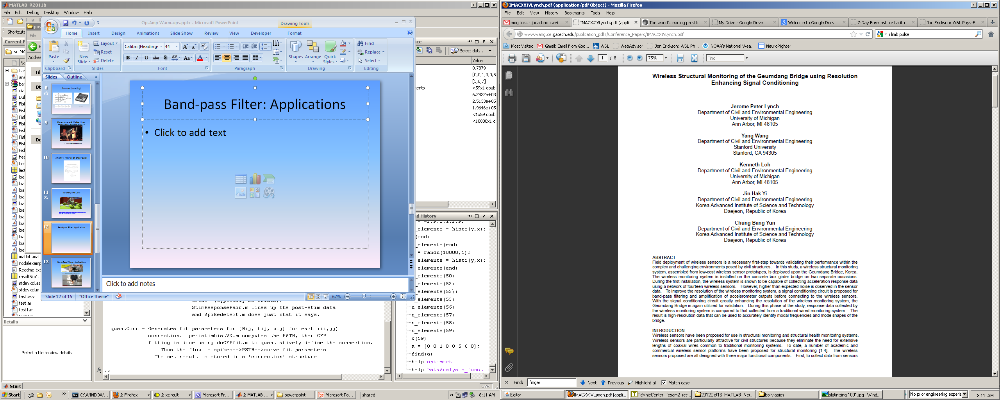 MATLAB R2011b
File Edit Debug Desktop Window Help
Shortcuts
Current F
Details
Select a file to view details
Start
Op-Amp Warm-ups.pptx - Microsoft PowerPoint
Drawing Tools
Home Insert Design Animations Slide Show Review View Developer Format
Paste
Clipboard
New Slide
Layout
Reset
Delete
Slides
Calibri (Headings 44
Font
Paragraph
Shapes Arrange Quick Styles
Drawing
Find
Replace
Select
Editing
Slides Outline
8
Summer (Inverting)
9
10
Amplify + Filter all at once? Sure!
11
Toy Story: The Claw
12
Band-pass Filter: Applications
13
Band-Pass Filters: Applications
Band-pass Filter: Applications
• Click to add text
Click to add notes
Slide 12 of 15 "Office Theme" 67%
matlab.mat
nodalexamp
Readme.txt
resultSim1.m
stdevxcl.as
stdevxcl.m
test.asv
test.m
test1.m
Select dat...
Value
0.7879
[0,0,1,0,0,5
[3,6,7]
<59x1 doub
6.2832e+03
2.5133e+05
1.9646e+05
<1x59 doub
<10000x1 d
nd History
= -2.9:0.1:2.9;
_elements = histc(y,x);
(end)
_elements(end)
= randn(10000,1);
_elements = histc(y,x);
_elements(end)
_elements(50)
_elements(52)
_elements(53\)
_elements(53)
n_elements(56)
n_elements(57)
n_elements(58)
n_elements(59)
x(59)
a = [0 0 1 0 0 5 6 0];
find(a)
help optimset
help DataAnalysis_functio
StimResponsePair.m lines up the post-stim data
and Spikedetect.m does just what it says.
quantConn - Generates fit parameters for [Mij, tij, wij] for each (ii,jj)
connection. peristimhistV2.m computes the PSTH, then CFP
fitting is done using doCFPfit.m to quantiatively define the connection.
Thus the flow is spikes-->PSTH-->curve fit parameters
The net result is stored in a 'connection' structure
fx >>
OVR
Start C:\WINDOW... 2 Firefox 2 xcircuit Microsoft Fr... 2 MATLAB ... powerpoint Microsoft Po... shared 8:11 AM
IMACXXIVLynch.pdf (application/pdf Object) - Mozilla Firefox
File Edit View History Bookmarks Tools Help
emg links - jonathan.c.eri... IMACXXIVLynch.pdf (appli... The world's leading prosth... My Drive - Google Drive Welcome to Google Docs 7-Day Forecast for Latitu... Jon Erickson: W&L Phys-E...
www.wang.ce.gatech.edu/publication_pdfs/Conference_Papers/IMACXXIVLynch.pdf
i limb pulse
Most Visited Gmail: Email from Goo... W&L WebAdvisor Jon Erickson: W&L Ph... NOAA's National Wea... NeuroRighter
1 / 8 75% Find
Wireless Structural Monitoring of the Geumdang Bridge using Resolution
Enhancing Signal Conditioning
Jerome Peter Lynch
Department of Civil and Environmental Engineering
University of Michigan
Ann Arbor, MI 48105
Yang Wang
Department of Civil and Environmental Engineering
Stanford University
Stanford, CA 94305
Kenneth Loh
Department of Civil and Environmental Engineering
University of Michigan
Ann Arbor, MI 48105
Jin Hak Yi
Department of Civil and Environmental Engineering
Korea Advanced Institute of Science and Technology
Daejeon, Republic of Korea
Chung Bang Yun
Department of Civil and Environmental Engineering
Korea Advanced Institute of Science and Technology
Daejeon, Republic of Korea
ABSTRACT
Field deployment of wireless sensors is a necessary first-step towards validating their performance within the
complex and challenging environments posed by civil structures. In this study, a wireless structural monitoring
system, assembled from low-cost wireless sensor prototypes, is deployed upon the Geumdang Bridge, Korea.
The wireless monitoring system is installed on the concrete box girder bridge on two separate occasions.
During the first installation, the wireless system is shown to be capable of collecting acceleration response data
using a network of fourteen wireless sensors. However, higher than expected noise is observed in the sensor
data. To improve the resolution of the wireless monitoring system, a signal conditioning circuit is proposed for
band-pass filtering and amplification of accelerometer outputs before connecting to the wireless sensors.
With the signal conditioning circuit greatly enhancing the resolution of the wireless monitoring system, the
Geumdang Bridge is again utilized for validation. During this phase of the study, response data collected by
the wireless monitoring system is compared to that collected from a traditional wired monitoring system. The
result is high-resolution data that can be used to accurately identify modal frequencies and mode shapes of the
bridge.
INTRODUCTION
Wireless sensors have been proposed for use in structural monitoring and structural health monitoring systems.
Wireless sensors are particularly attractive for civil structures because they eliminate the need for extensive
lengths of coaxial wires common to traditional monitoring systems. To date, a number of academic and
commercial wireless sensor platforms have been proposed for structural monitoring [1-4]. The wireless
sensors proposed are all designed with three major functional components. First, to collect data from sensors
Find: finger Next Previous Highlight all Match case
Editor IMACXXIVLynch.pdf (appli... TeXnicCenter - [exam2_res... 2012Oct16_MATLAB_Neu... boliviapics platinizing 1001.jpg - Wind... No prior engineering experie 8:11 AM